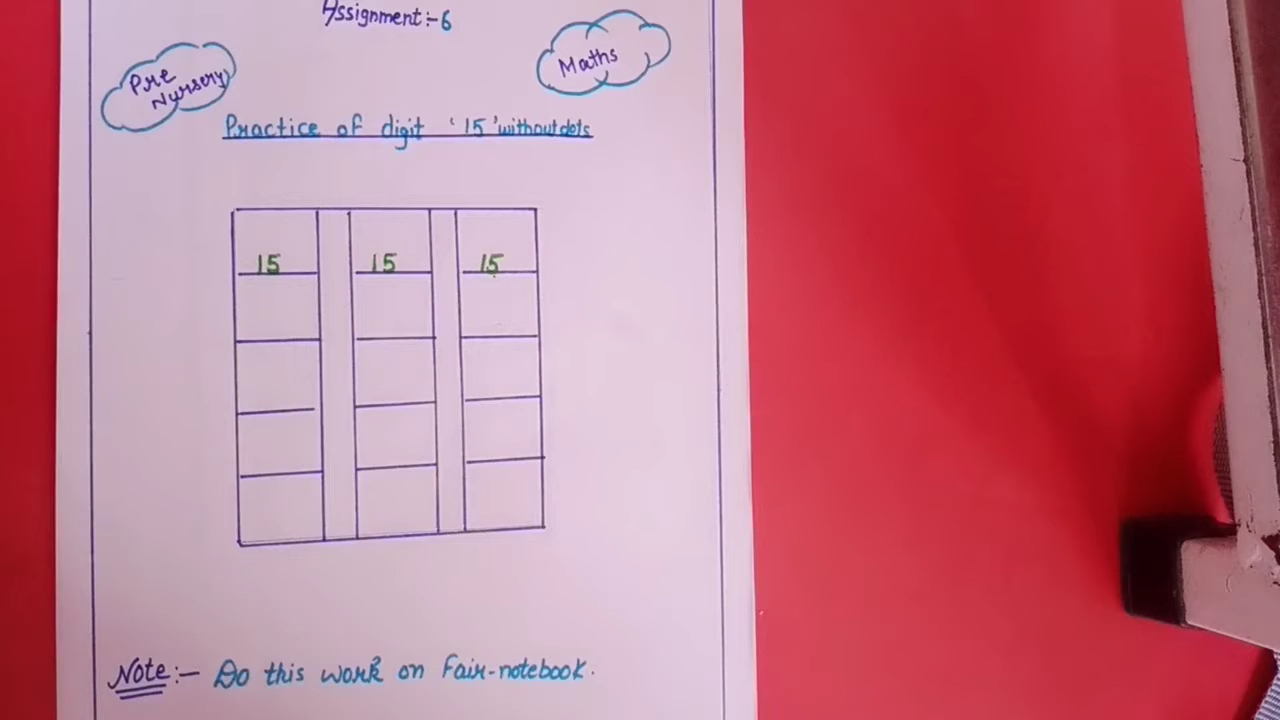 Assignment:-6
Pre
Nursery
Maths
Practice of digit '15' without dots
15 15 15
Note:- Do this work on Fair-notebook.